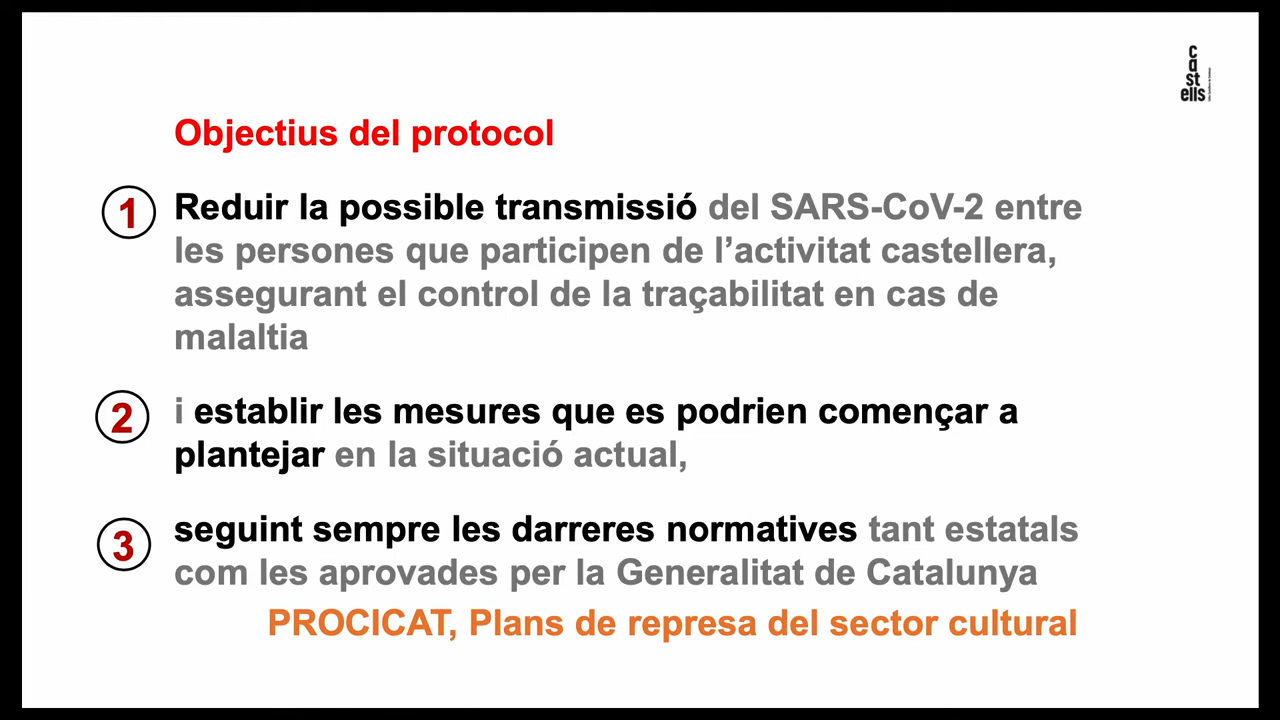 c
a
st
ells
Objectius del protocol
1 Reduir la possible transmissió del SARS-CoV-2 entre
les persones que participen de l’activitat castellera,
assegurant el control de la traçabilitat en cas de
malaltia
2 i establir les mesures que es podrien començar a
plantejar en la situació actual,
3 seguint sempre les darreres normatives tant estatals
com les aprovades per la Generalitat de Catalunya
PROCICAT, Plans de represa del sector cultural